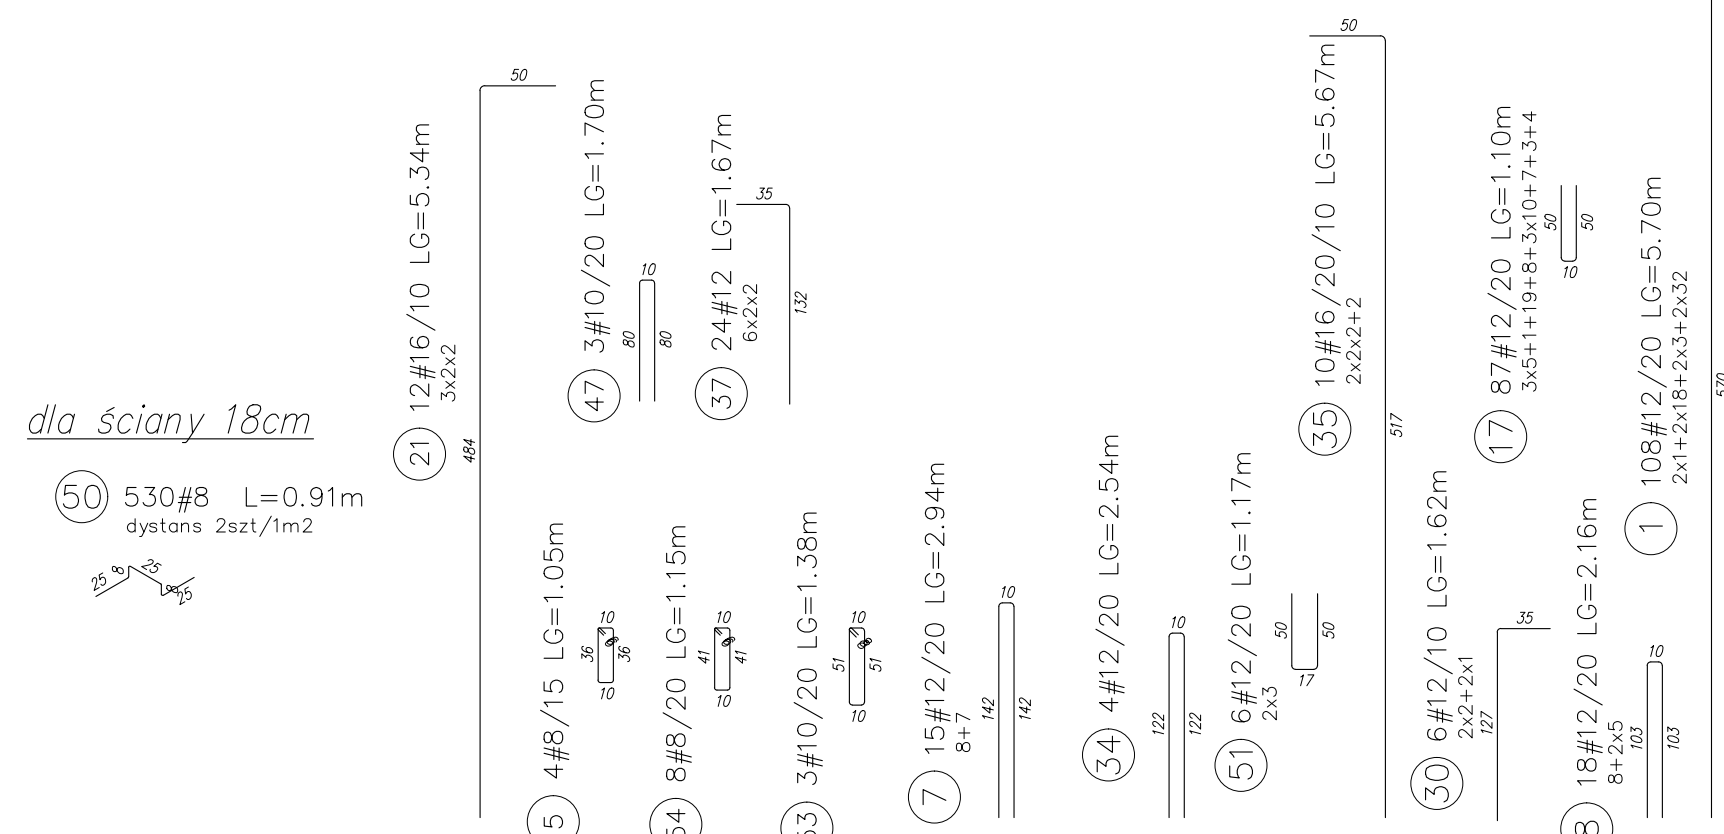 dla ściany 18cm
50 530#8 L=0.91m
dystans 2szt/1m2
25 8 25 8 25
21 12#16/10 LG=5.34m
3x2x2
50
484
47 3#10/20 LG=1.70m
10
80 80
37 24#12 LG=1.67m
6x2x2
35
132
35 10#16/20/10 LG=5.67m
2x2x2+2
50
517
17 87#12/20 LG=1.10m
3x5+1+19+8+3x10+7+3+4
50 50
10
1 108#12/20 LG=5.70m
2x1+2x18+2x3+2x32
570
5 4#8/15 LG=1.05m
10
36 6 36
10
54 8#8/20 LG=1.15m
10
41 6 41
10
53 3#10/20 LG=1.38m
10
51 8 51
10
7 15#12/20 LG=2.94m
8+7
10
142 142
34 4#12/20 LG=2.54m
10
122 122
51 6#12/20 LG=1.17m
2x3
50 50
17
30 6#12/10 LG=1.62m
2x2+2x1
35
127
8 18#12/20 LG=2.16m
8+2x5
10
103 103